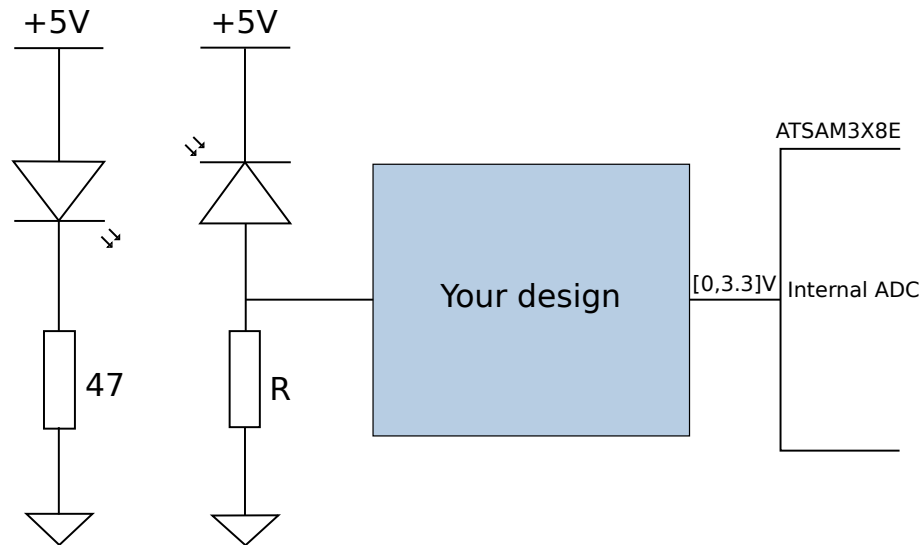 +5V
+5V
ATSAM3X8E
Your design
[0,3.3]V
Internal ADC
47
R